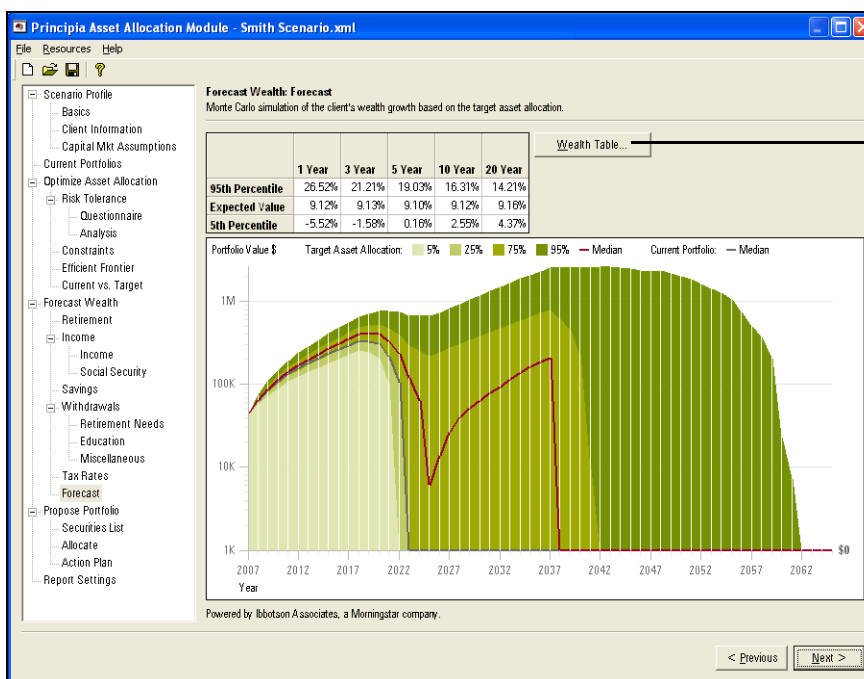 Principia Asset Allocation Module - Smith Scenario.xml
File Resources Help
Scenario Profile
Basics
Client Information
Capital Mkt Assumptions
Current Portfolios
Optimize Asset Allocation
Risk Tolerance
Questionnaire
Analysis
Constraints
Efficient Frontier
Current vs. Target
Forecast Wealth
Retirement
Income
Income
Social Security
Savings
Withdrawals
Retirement Needs
Education
Miscellaneous
Tax Rates
Forecast
Propose Portfolio
Securities List
Allocate
Action Plan
Report Settings
Forecast Wealth: Forecast
Monte Carlo simulation of the client's wealth growth based on the target asset allocation.
1 Year 3 Year 5 Year 10 Year 20 Year
95th Percentile 26.52% 21.21% 19.03% 16.31% 14.21%
Expected Value 9.12% 9.13% 9.10% 9.12% 9.16%
5th Percentile -5.52% -1.58% 0.16% 2.55% 4.37%
Wealth Table...
Portfolio Value $ Target Asset Allocation: 5% 25% 75% 95% Median Current Portfolio: Median
1M
100K
10K
1K
$0
2007 2012 2017 2022 2027 2032 2037 2042 2047 2052 2057 2062
Year
Powered by Ibbotson Associates, a Morningstar company.
< Previous Next >